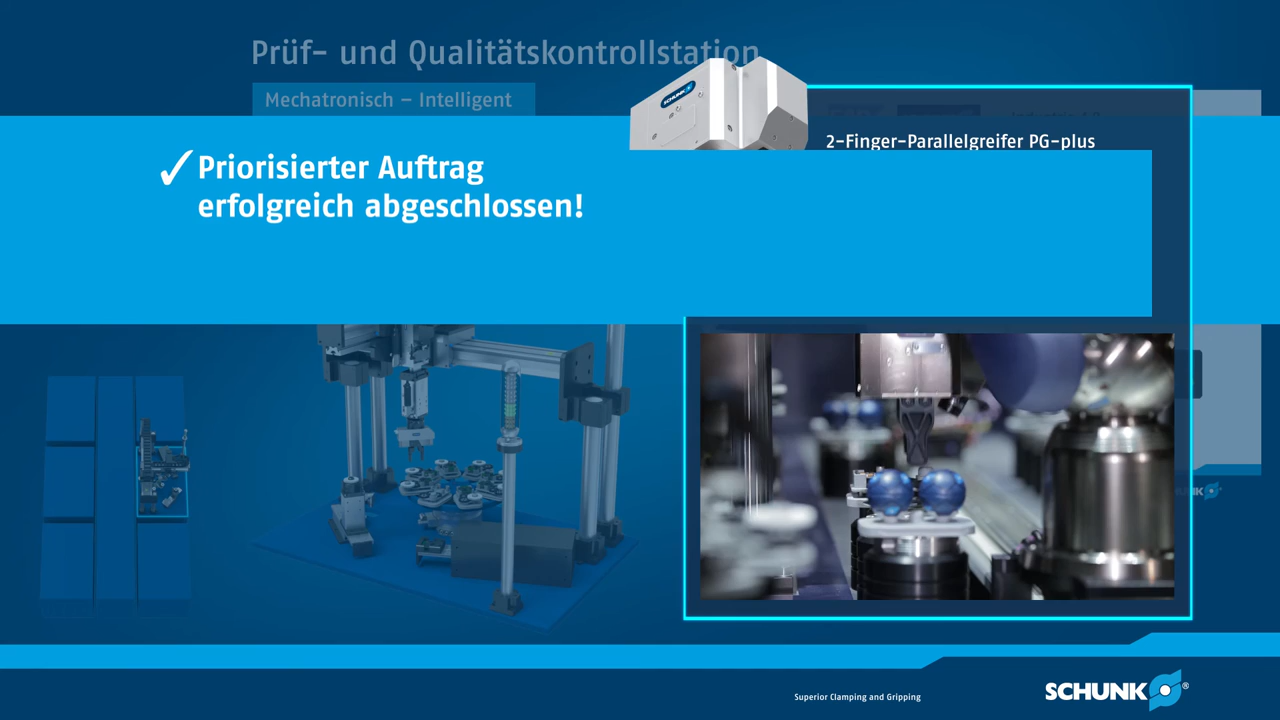 Prüf- und Qualitätskontrollstation
Mechatronisch – Intelligent
SCHUNK
2-Finger-Parallelgreifer PG-plus
✓ Priorisierter Auftrag
erfolgreich abgeschlossen!
Superior Clamping and Gripping
SCHUNK ®